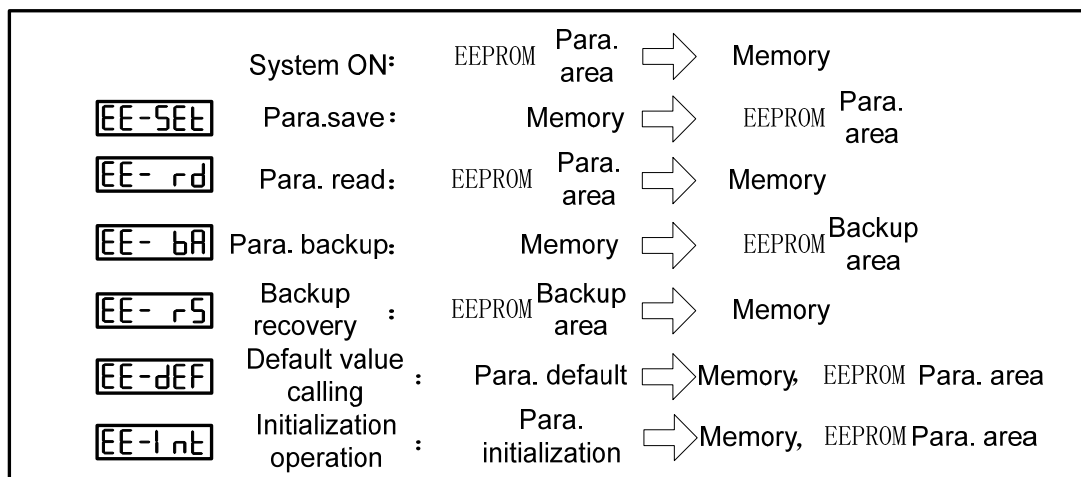 System ON: EEPROM Para. area Memory
EE-SEt Para.save: Memory EEPROM Para. area
EE- rd Para. read: EEPROM Para. area Memory
EE- bA Para. backup: Memory EEPROM Backup area
EE- rS Backup recovery : EEPROM Backup area Memory
EE-dEF Default value calling : Para. default Memory, EEPROM Para. area
EE-Int Initialization operation : Para. initialization Memory, EEPROM Para. area